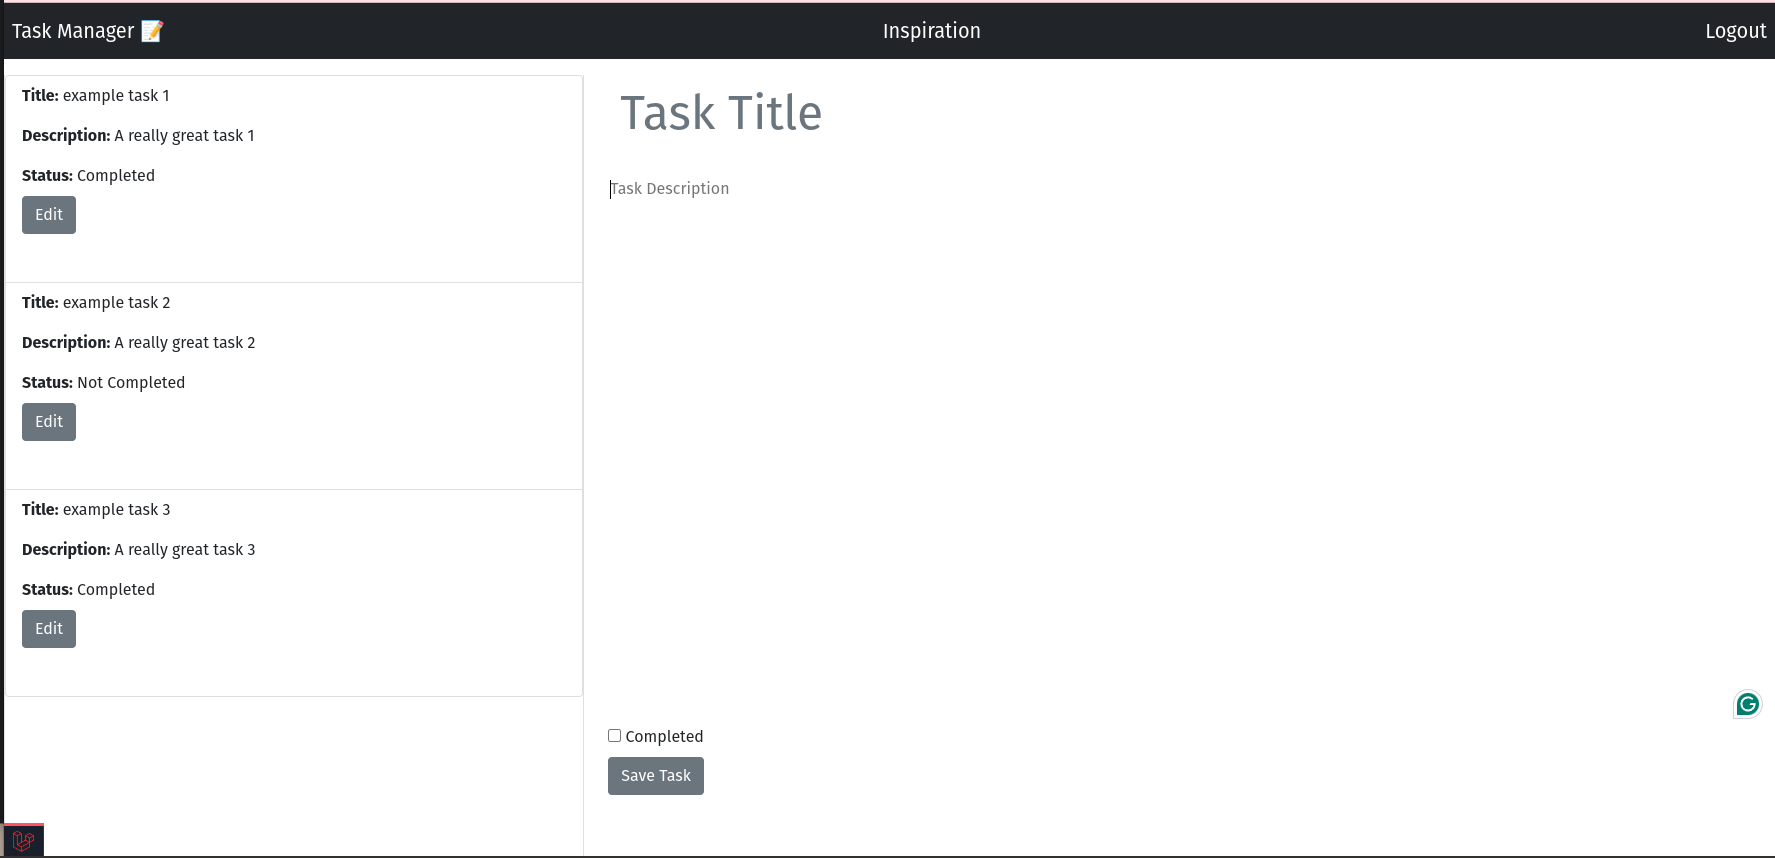 Task Manager 📝
Inspiration
Logout
Title: example task 1
Description: A really great task 1
Status: Completed
Edit
Title: example task 2
Description: A really great task 2
Status: Not Completed
Edit
Title: example task 3
Description: A really great task 3
Status: Completed
Edit
Task Title
Task Description
Completed
Save Task